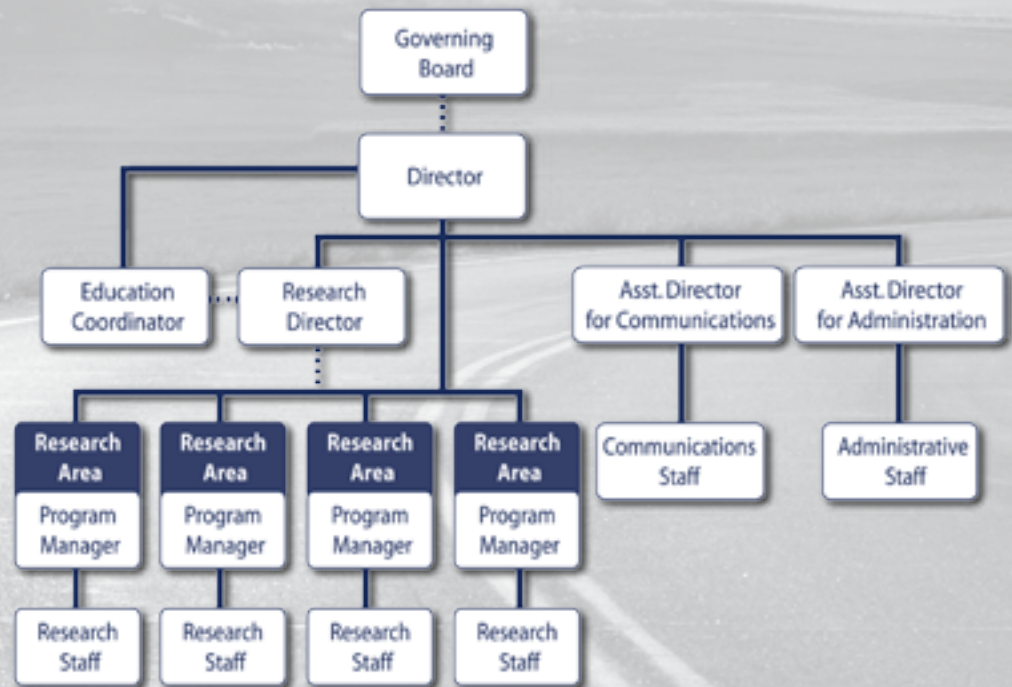 Governing
Board
Director
Education
Coordinator
Research
Director
Asst. Director
for Communications
Asst. Director
for Administration
Research
Area
Program
Manager
Research
Area
Program
Manager
Research
Area
Program
Manager
Research
Area
Program
Manager
Communications
Staff
Administrative
Staff
Research
Staff
Research
Staff
Research
Staff
Research
Staff